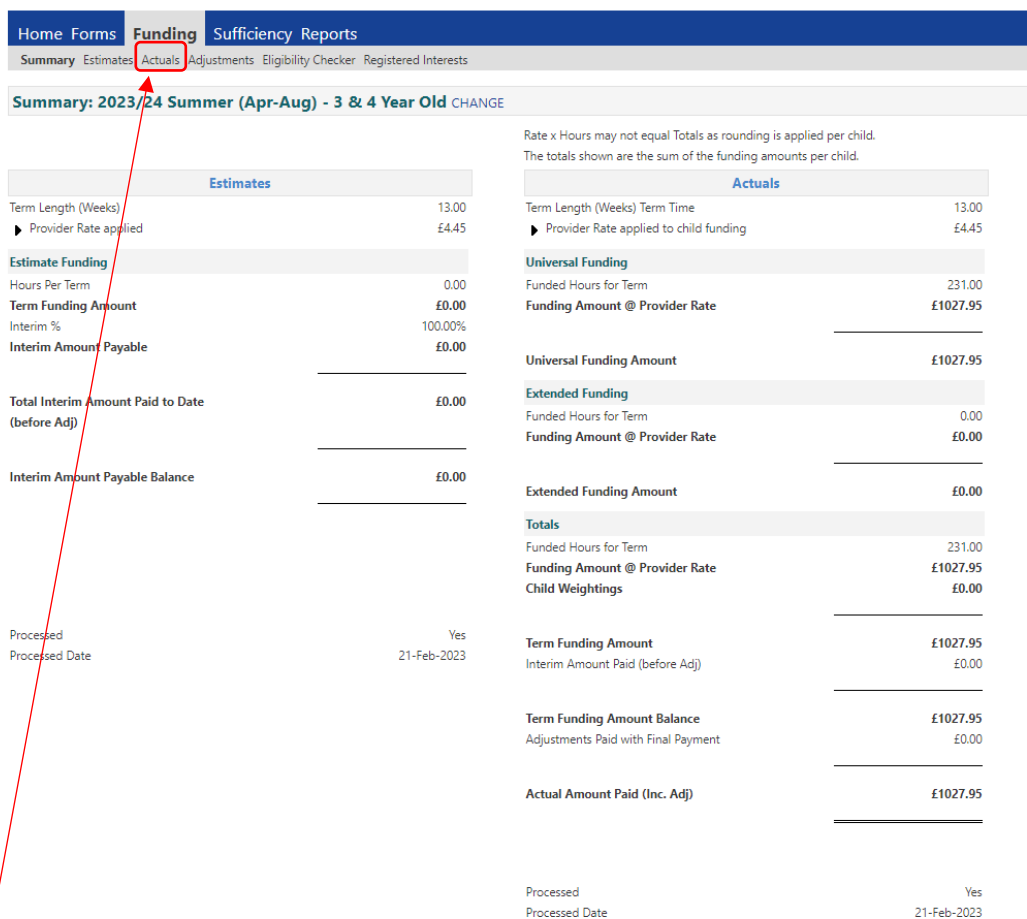 Home Forms Funding Sufficiency Reports
Summary Estimates Actuals Adjustments Eligibility Checker Registered Interests
Summary: 2023/24 Summer (Apr-Aug) - 3 & 4 Year Old CHANGE
Rate x Hours may not equal Totals as rounding is applied per child.
The totals shown are the sum of the funding amounts per child.
Estimates
Term Length (Weeks) 13.00
Provider Rate applied £4.45
Estimate Funding
Hours Per Term 0.00
Term Funding Amount £0.00
Interim % 100.00%
Interim Amount Payable £0.00
Total Interim Amount Paid to Date £0.00
(before Adj)
Interim Amount Payable Balance £0.00
Processed Yes
Processed Date 21-Feb-2023
Actuals
Term Length (Weeks) Term Time 13.00
Provider Rate applied to child funding £4.45
Universal Funding
Funded Hours for Term 231.00
Funding Amount @ Provider Rate £1027.95
Universal Funding Amount £1027.95
Extended Funding
Funded Hours for Term 0.00
Funding Amount @ Provider Rate £0.00
Extended Funding Amount £0.00
Totals
Funded Hours for Term 231.00
Funding Amount @ Provider Rate £1027.95
Child Weightings £0.00
Term Funding Amount £1027.95
Interim Amount Paid (before Adj) £0.00
Term Funding Amount Balance £1027.95
Adjustments Paid with Final Payment £0.00
Actual Amount Paid (Inc. Adj) £1027.95
Processed Yes
Processed Date 21-Feb-2023